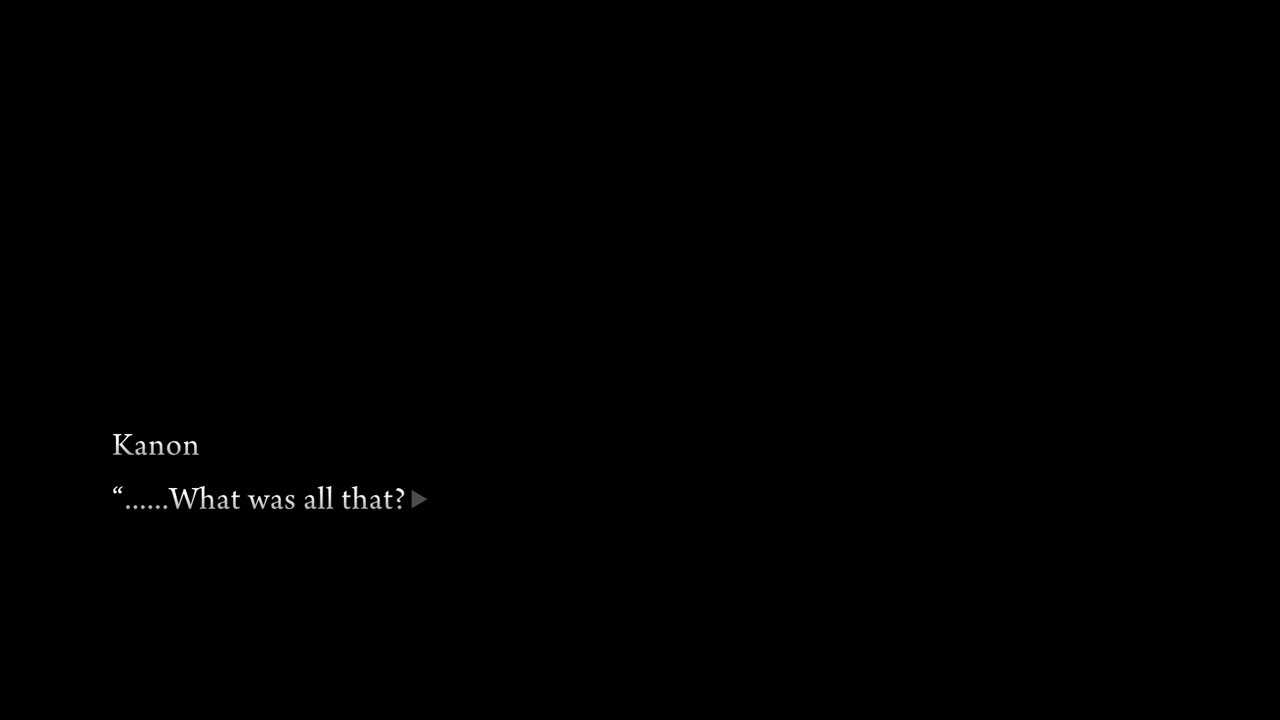 Kanon
“......What was all that?